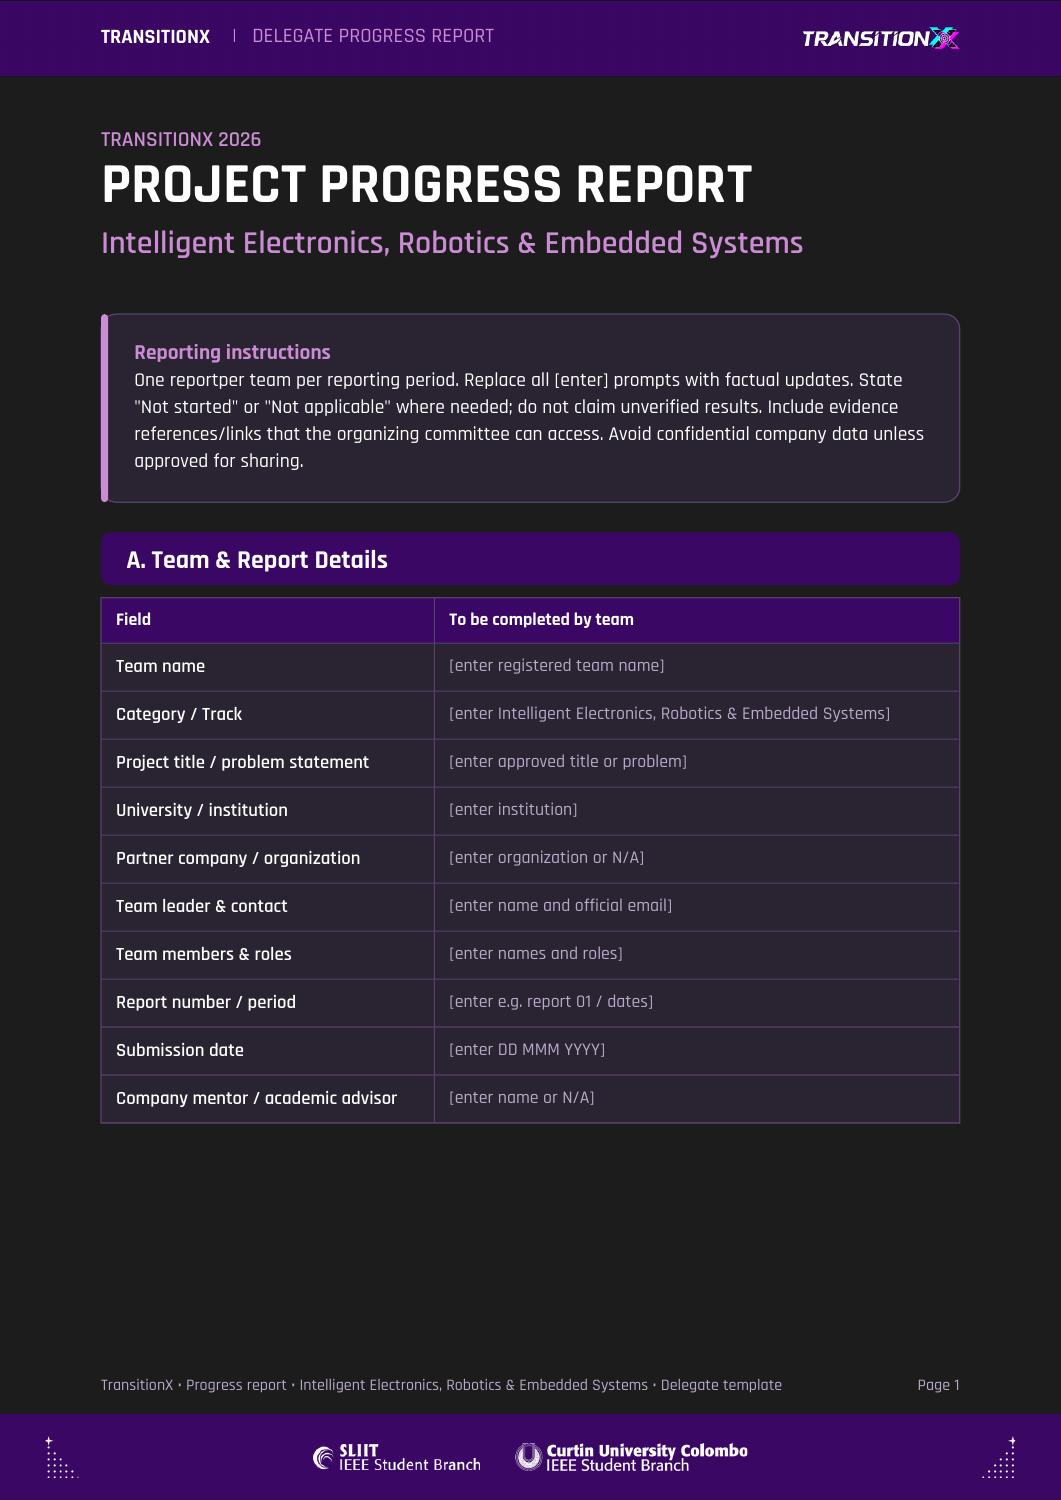 TRANSITIONX | DELEGATE PROGRESS REPORT
TRANSITIONX
TRANSITIONX 2026
PROJECT PROGRESS REPORT
Intelligent Electronics, Robotics & Embedded Systems
Reporting instructions
One reportper team per reporting period. Replace all [enter] prompts with factual updates. State
"Not started" or "Not applicable" where needed; do not claim unverified results. Include evidence
references/links that the organizing committee can access. Avoid confidential company data unless
approved for sharing.
A. Team & Report Details
Field To be completed by team
Team name [enter registered team name]
Category / Track [enter Intelligent Electronics, Robotics & Embedded Systems]
Project title / problem statement [enter approved title or problem]
University / institution [enter institution]
Partner company / organization [enter organization or N/A]
Team leader & contact [enter name and official email]
Team members & roles [enter names and roles]
Report number / period [enter e.g. report 01 / dates]
Submission date [enter DD MMM YYYY]
Company mentor / academic advisor [enter name or N/A]
TransitionX • Progress report • Intelligent Electronics, Robotics & Embedded Systems • Delegate template Page 1
SLIIT
IEEE Student Branch
Curtin University Colombo
IEEE Student Branch